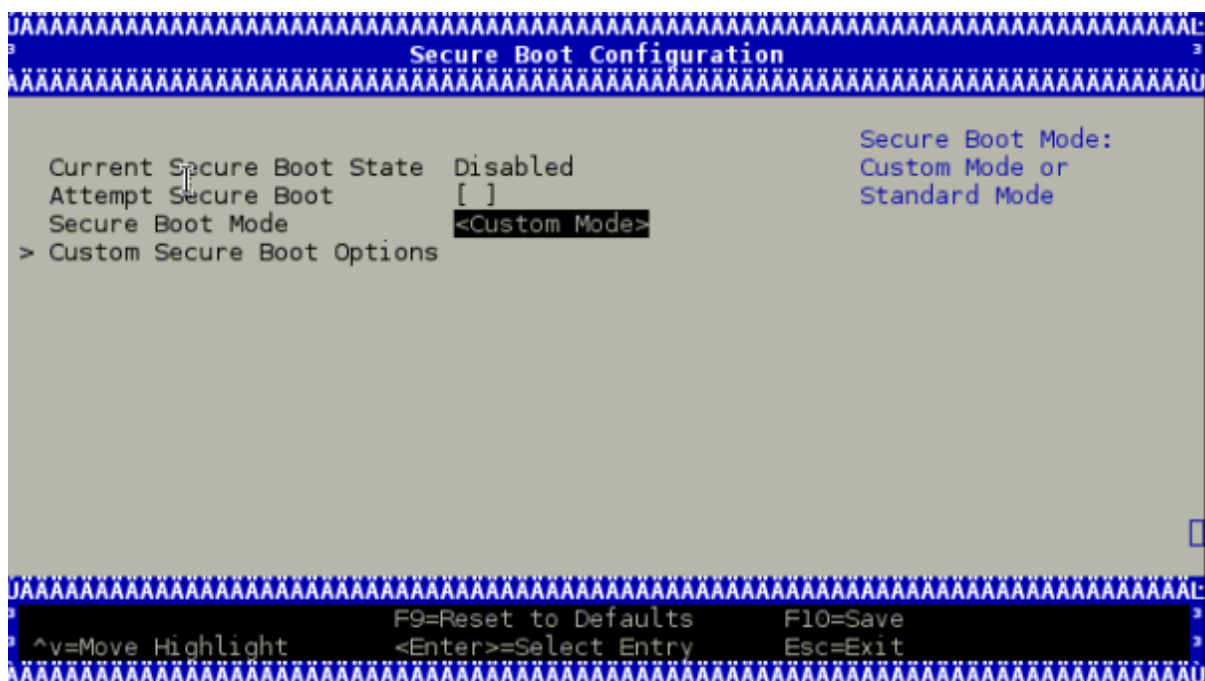 Secure Boot Configuration
Secure Boot Mode:
Current Secure Boot State Disabled Custom Mode or
Attempt Secure Boot [ ] Standard Mode
Secure Boot Mode <Custom Mode>
> Custom Secure Boot Options
F9=Reset to Defaults F10=Save
^v=Move Highlight <Enter>=Select Entry Esc=Exit